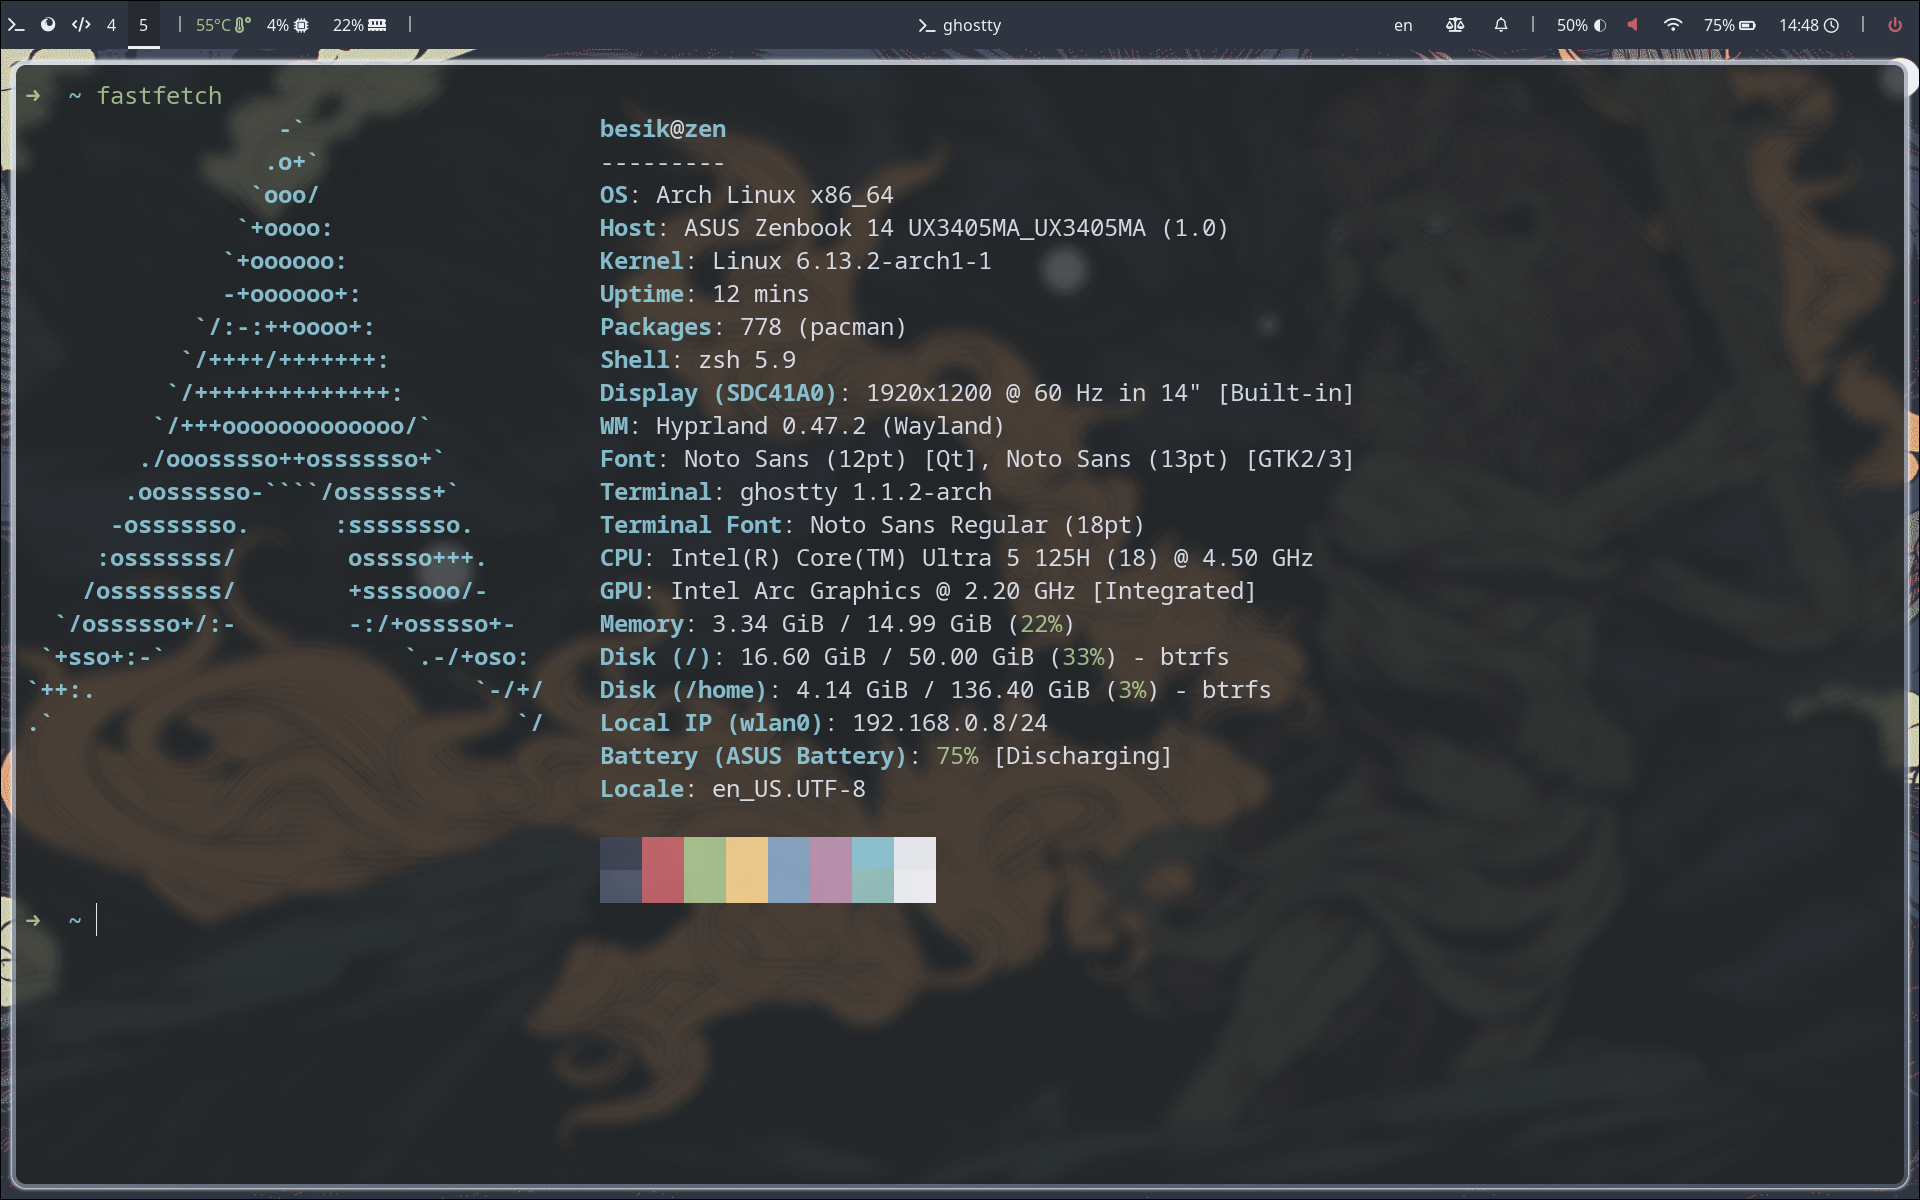 4 5 | 55°C 4% 22% | ghostty en | 50% 75% 14:48 |
➜ ~ fastfetch
-` besik@zen
.o+` ---------
`ooo/ OS: Arch Linux x86_64
`+oooo: Host: ASUS Zenbook 14 UX3405MA_UX3405MA (1.0)
`+oooooo: Kernel: Linux 6.13.2-arch1-1
-+oooooo+: Uptime: 12 mins
`/:-:++oooo+: Packages: 778 (pacman)
`/++++/+++++++: Shell: zsh 5.9
`/++++++++++++++: Display (SDC41A0): 1920x1200 @ 60 Hz in 14" [Built-in]
`/+++ooooooooooooo/` WM: Hyprland 0.47.2 (Wayland)
./ooosssso++osssssso+` Font: Noto Sans (12pt) [Qt], Noto Sans (13pt) [GTK2/3]
.oossssso-````/ossssss+` Terminal: ghostty 1.1.2-arch
-osssssso. :ssssssso. Terminal Font: Noto Sans Regular (18pt)
:osssssss/ osssso+++. CPU: Intel(R) Core(TM) Ultra 5 125H (18) @ 4.50 GHz
/ossssssss/ +ssssooo/- GPU: Intel Arc Graphics @ 2.20 GHz [Integrated]
`/ossssso+/:- -:/+osssso+- Memory: 3.34 GiB / 14.99 GiB (22%)
`+sso+:-` `.-/+oso: Disk (/): 16.60 GiB / 50.00 GiB (33%) - btrfs
`++:. `-/+/ Disk (/home): 4.14 GiB / 136.40 GiB (3%) - btrfs
.` `/ Local IP (wlan0): 192.168.0.8/24
Battery (ASUS Battery): 75% [Discharging]
Locale: en_US.UTF-8
➜ ~